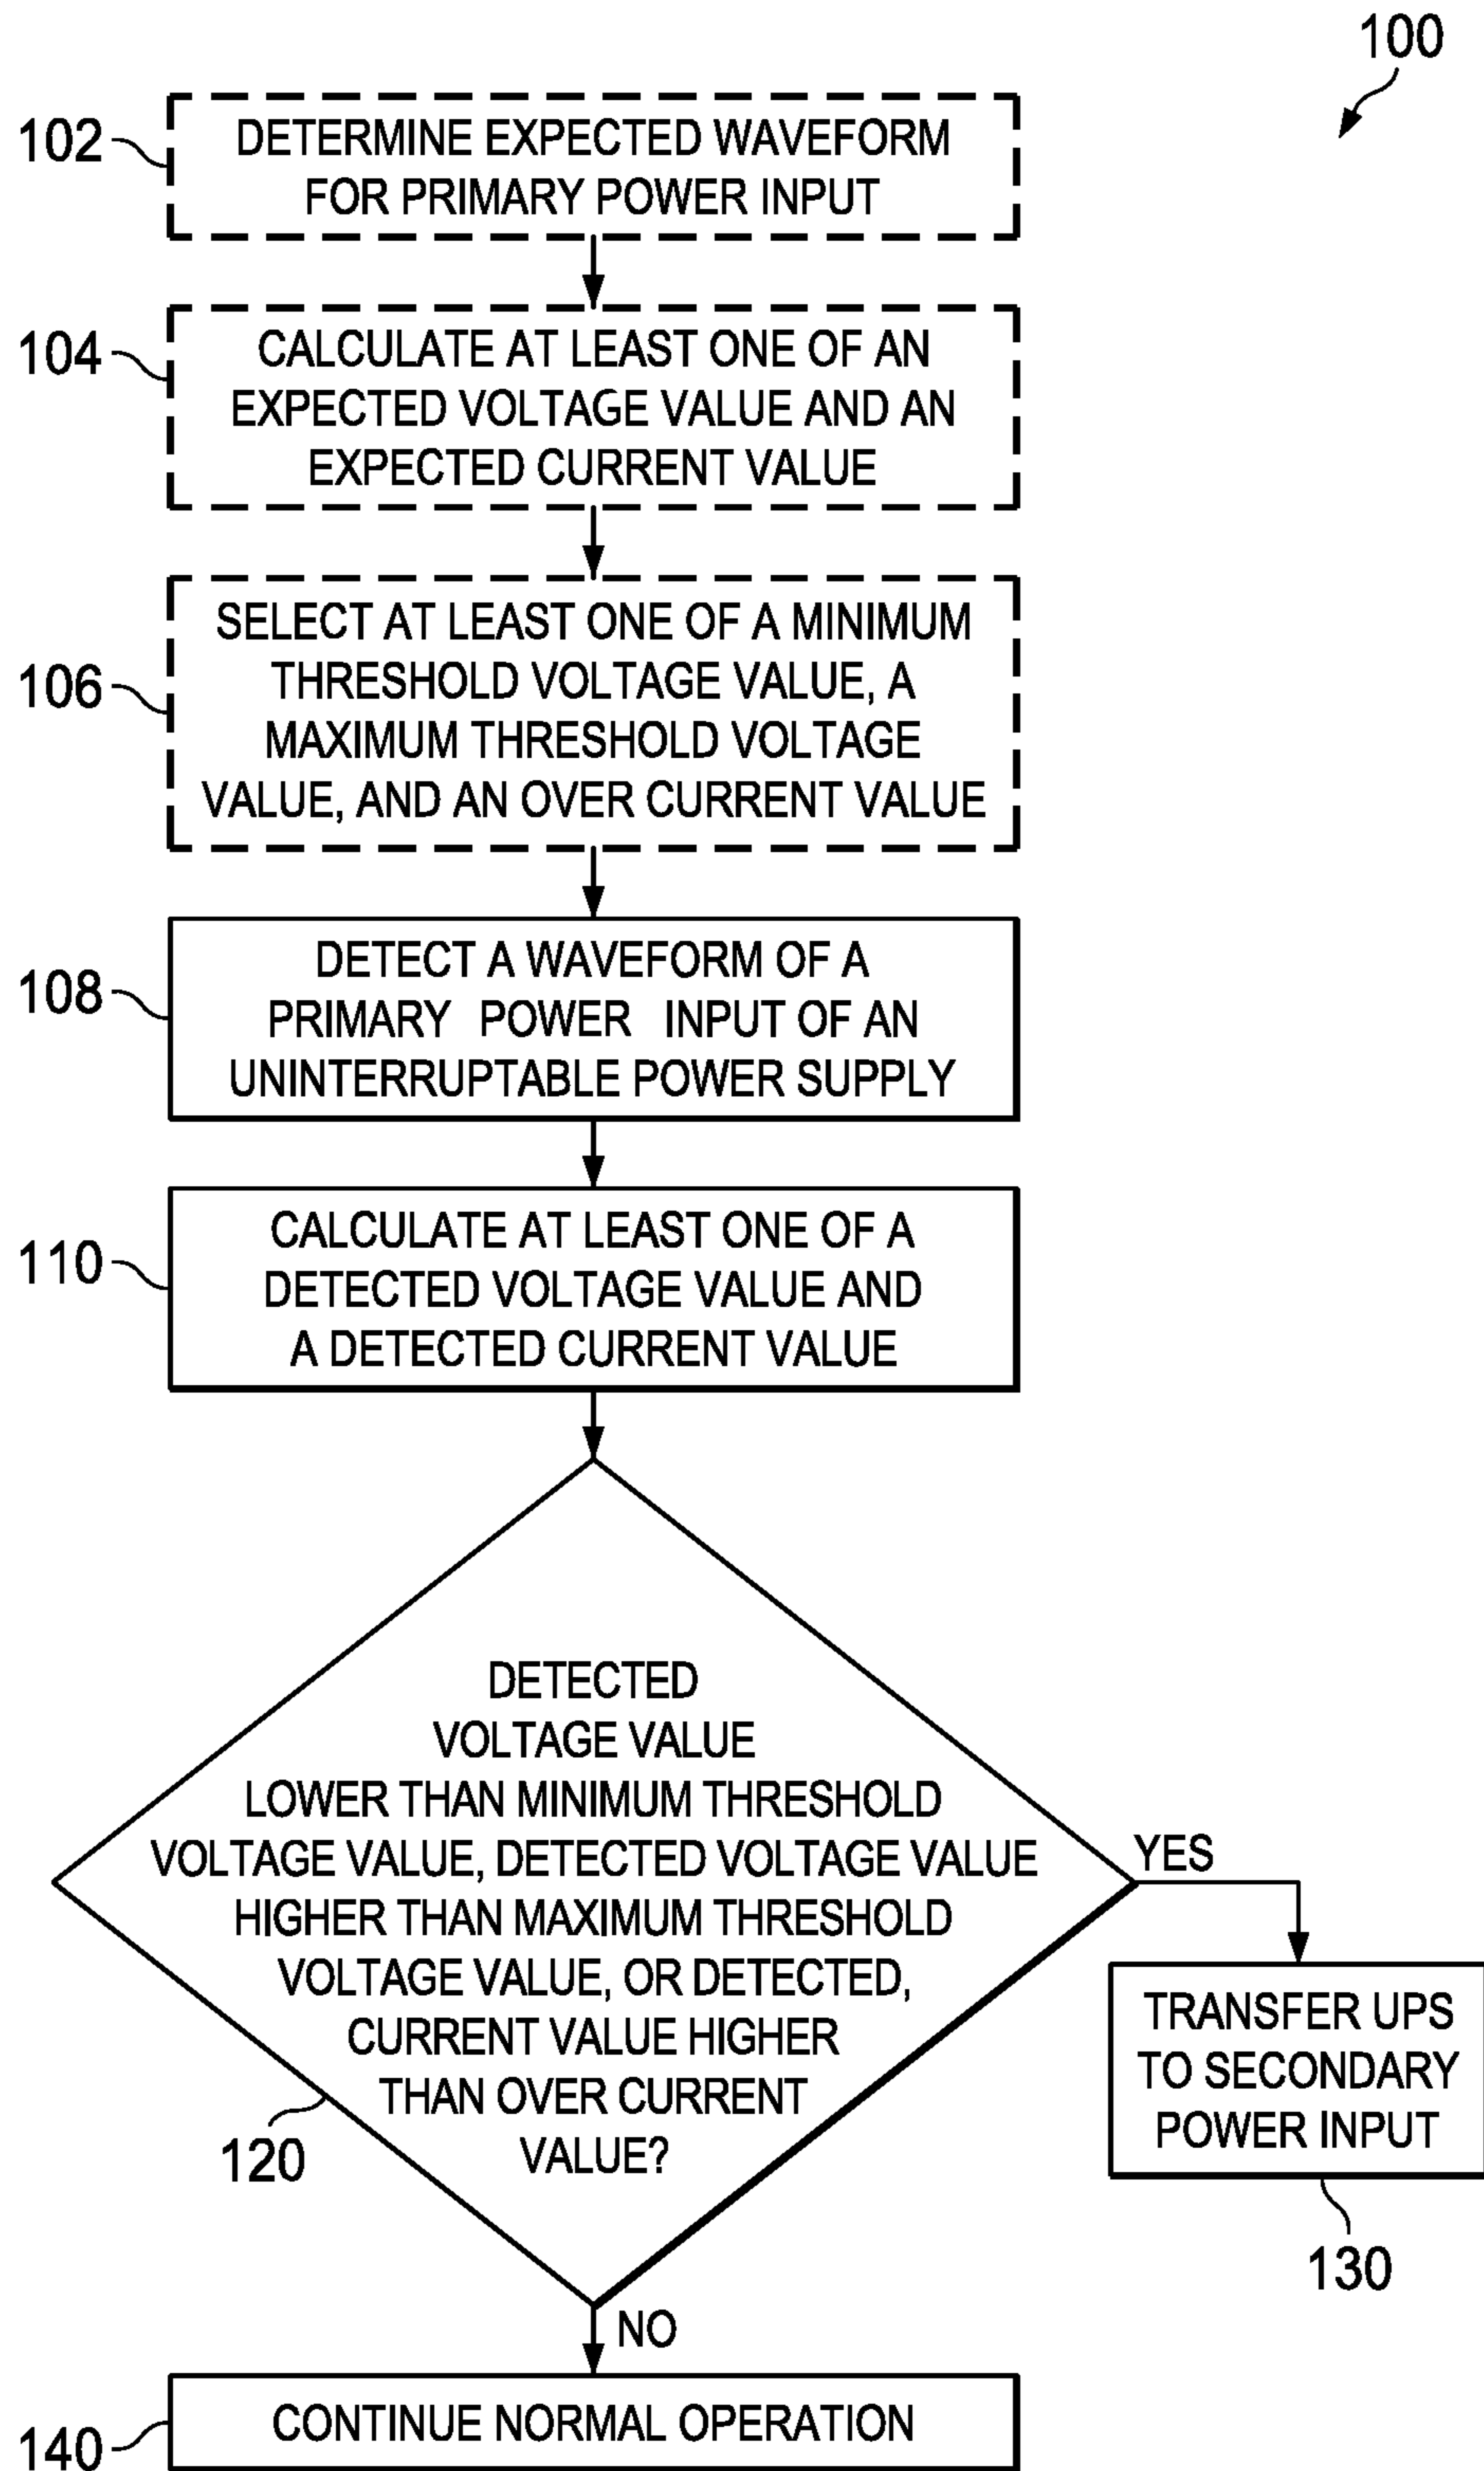 100
102
DETERMINE EXPECTED WAVEFORM
FOR PRIMARY POWER INPUT
104
CALCULATE AT LEAST ONE OF AN
EXPECTED VOLTAGE VALUE AND AN
EXPECTED CURRENT VALUE
106
SELECT AT LEAST ONE OF A MINIMUM
THRESHOLD VOLTAGE VALUE, A
MAXIMUM THRESHOLD VOLTAGE
VALUE, AND AN OVER CURRENT VALUE
108
DETECT A WAVEFORM OF A
PRIMARY POWER INPUT OF AN
UNINTERRUPTABLE POWER SUPPLY
110
CALCULATE AT LEAST ONE OF A
DETECTED VOLTAGE VALUE AND
A DETECTED CURRENT VALUE
DETECTED
VOLTAGE VALUE
LOWER THAN MINIMUM THRESHOLD
VOLTAGE VALUE, DETECTED VOLTAGE VALUE
HIGHER THAN MAXIMUM THRESHOLD
VOLTAGE VALUE, OR DETECTED,
CURRENT VALUE HIGHER
THAN OVER CURRENT
VALUE?
120
YES
TRANSFER UPS
TO SECONDARY
POWER INPUT
130
NO
140
CONTINUE NORMAL OPERATION